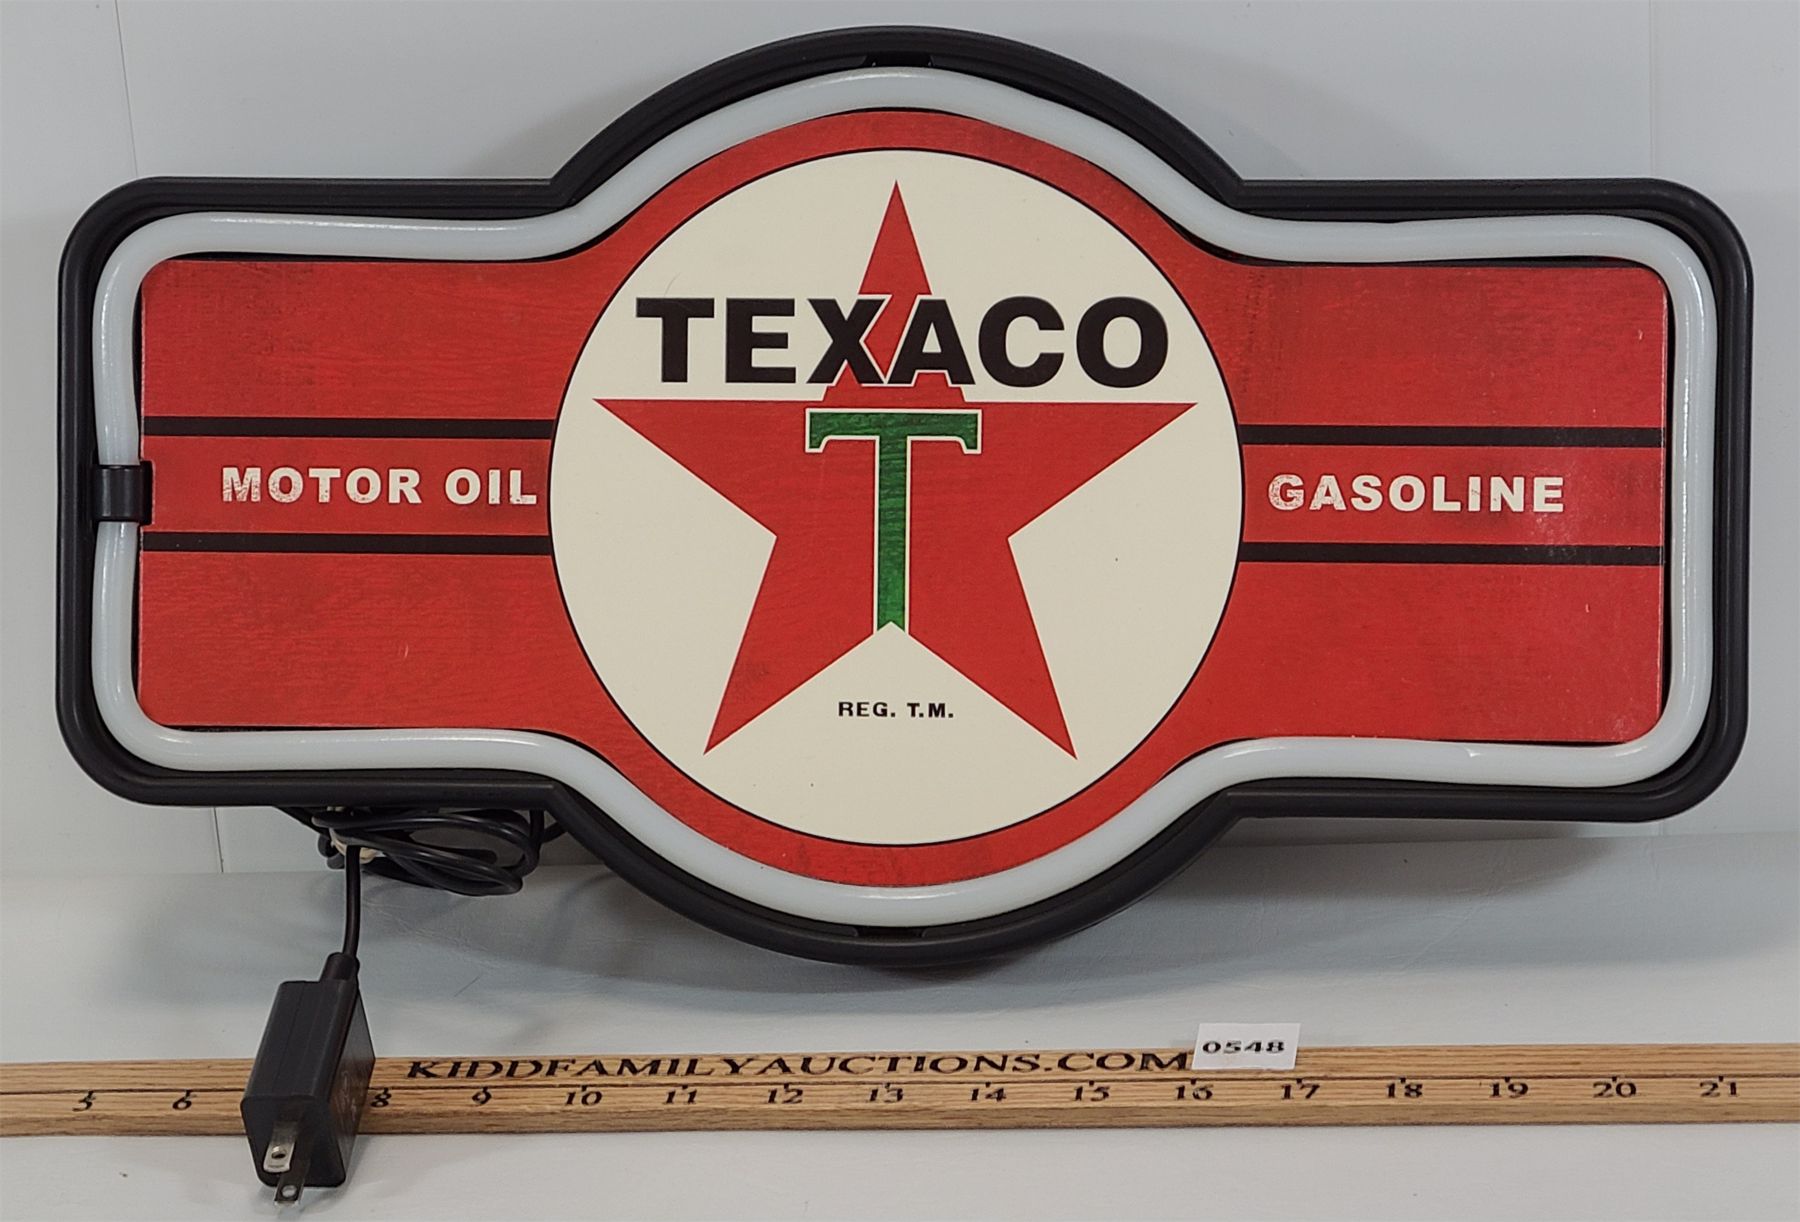 TEXACO
T
MOTOR OIL
GASOLINE
REG. T.M.
KIDDFAMILYAUCTIONS.COM
0548
5 6 8 9 10 11 12 13 14 15 16 17 18 19 20 21